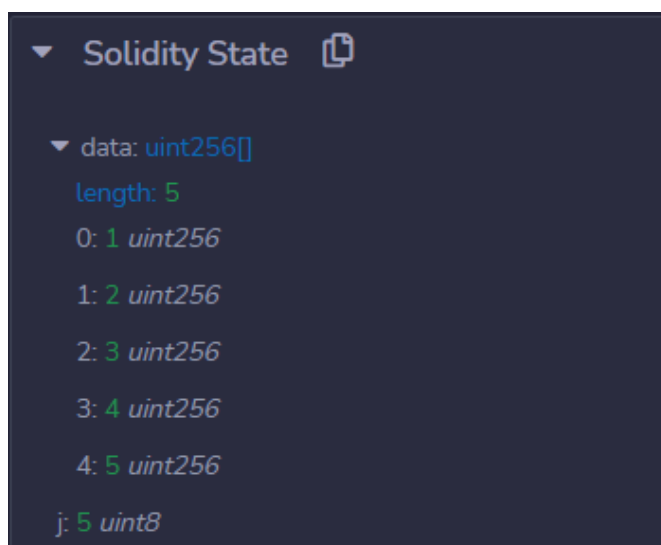 Solidity State
data: uint256[]
length: 5
0: 1 uint256
1: 2 uint256
2: 3 uint256
3: 4 uint256
4: 5 uint256
j: 5 uint8